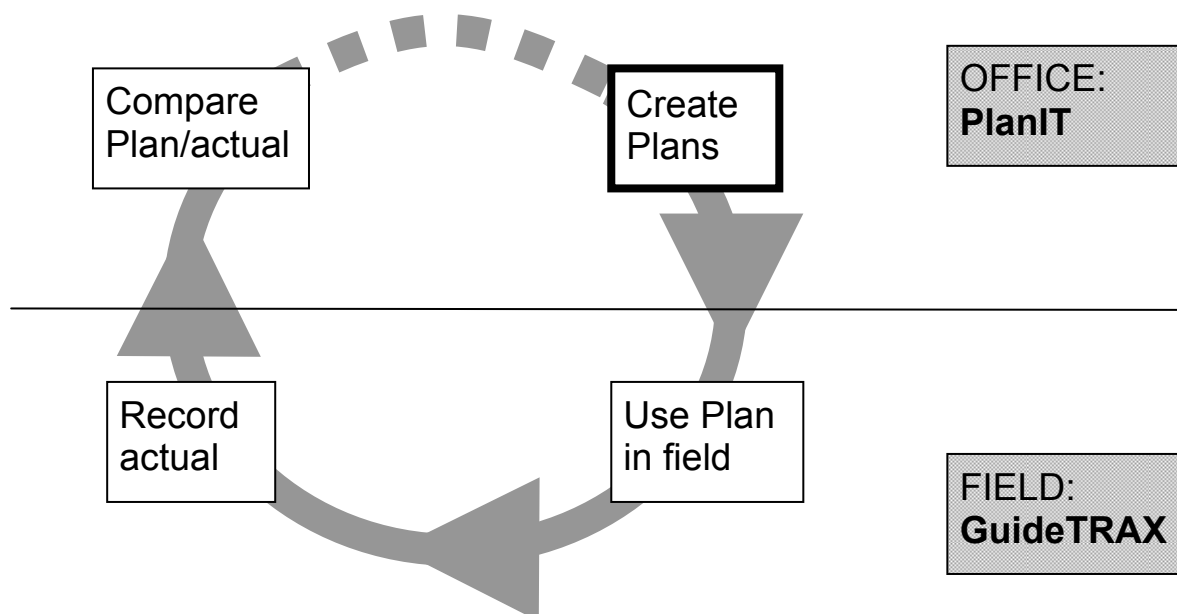 Compare
Plan/actual
Create
Plans
OFFICE:
PlanIT
Record
actual
Use Plan
in field
FIELD:
GuideTRAX